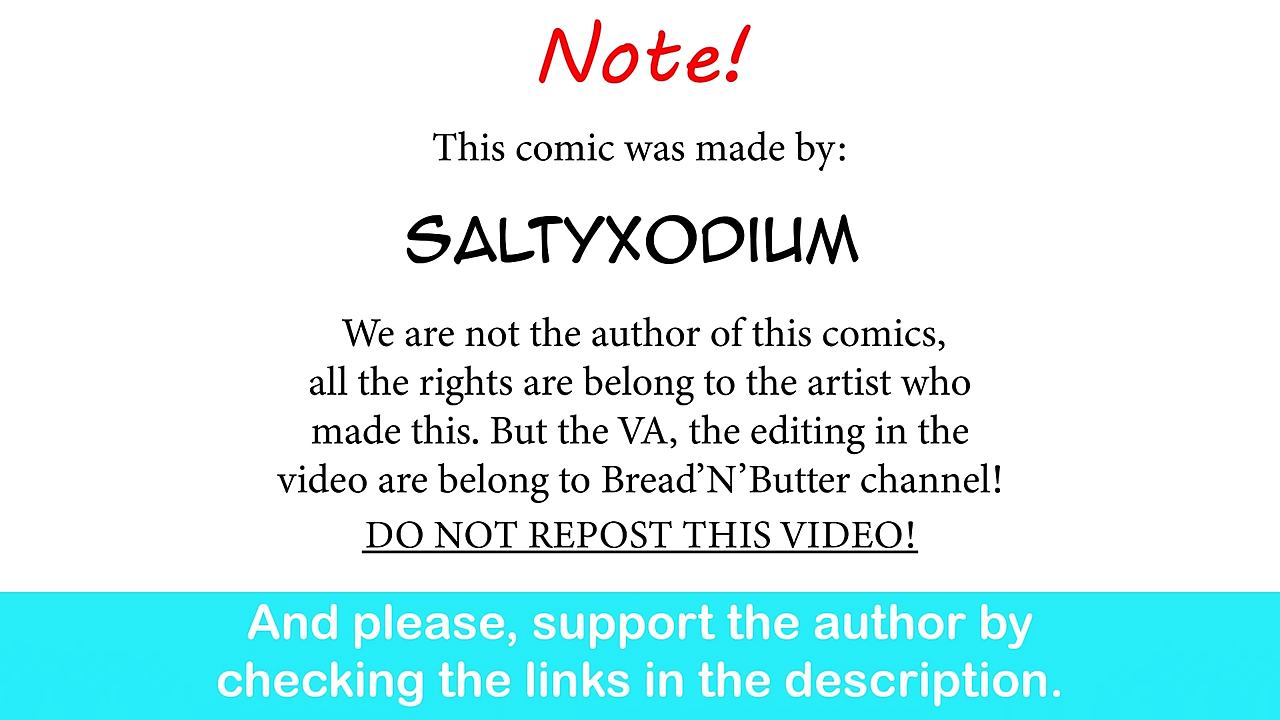 Note!
This comic was made by:
SALTYXODIUM
We are not the author of this comics,
all the rights are belong to the artist who
made this. But the VA, the editing in the
video are belong to Bread’N’Butter channel!
DO NOT REPOST THIS VIDEO!
And please, support the author by
checking the links in the description.